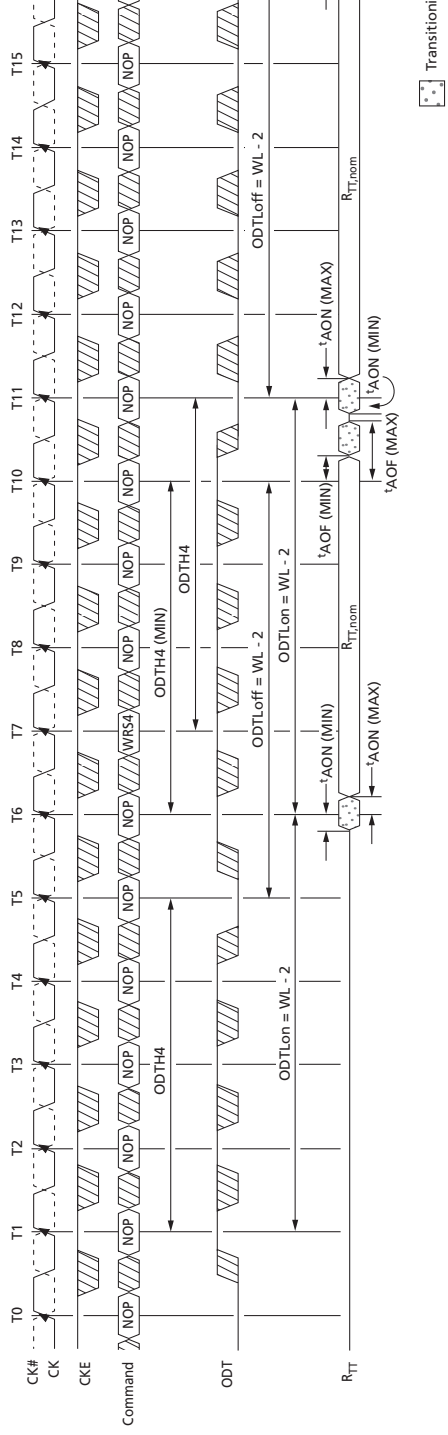 T0 T1 T2 T3 T4 T5 T6 T7 T8 T9 T10 T11 T12 T13 T14 T15
CK#
CK
CKE
Command NOP NOP NOP NOP NOP NOP NOP WRS4 NOP NOP NOP NOP NOP NOP NOP NOP
ODTH4 ODTH4 (MIN)
ODTH4
ODT
ODTLoff = WL - 2 ODTLoff = WL - 2
ODTLon = WL - 2 ODTLon = WL - 2
tAON (MIN) tAOF (MIN) tAON (MAX)
RTT RTT,nom RTT,nom
tAON (MAX) tAON (MIN)
tAOF (MAX)